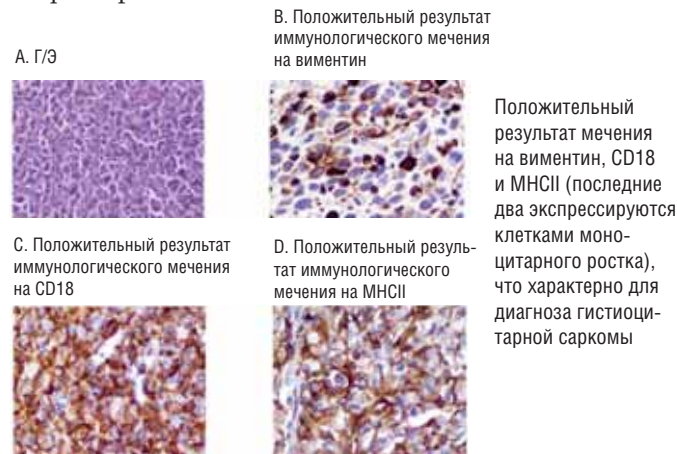 А. Г/Э
В. Положительный результат
иммунологического мечения
на виментин
С. Положительный результат
иммунологического мечения
на CD18
D. Положительный резуль-
тат иммунологического
мечения на MHCII
Положительный
результат мечения
на виментин, CD18
и MHCII (последние
два экспрессируются
клетками моно-
цитарного ростка),
что характерно для
диагноза гистиоци-
тарной саркомы